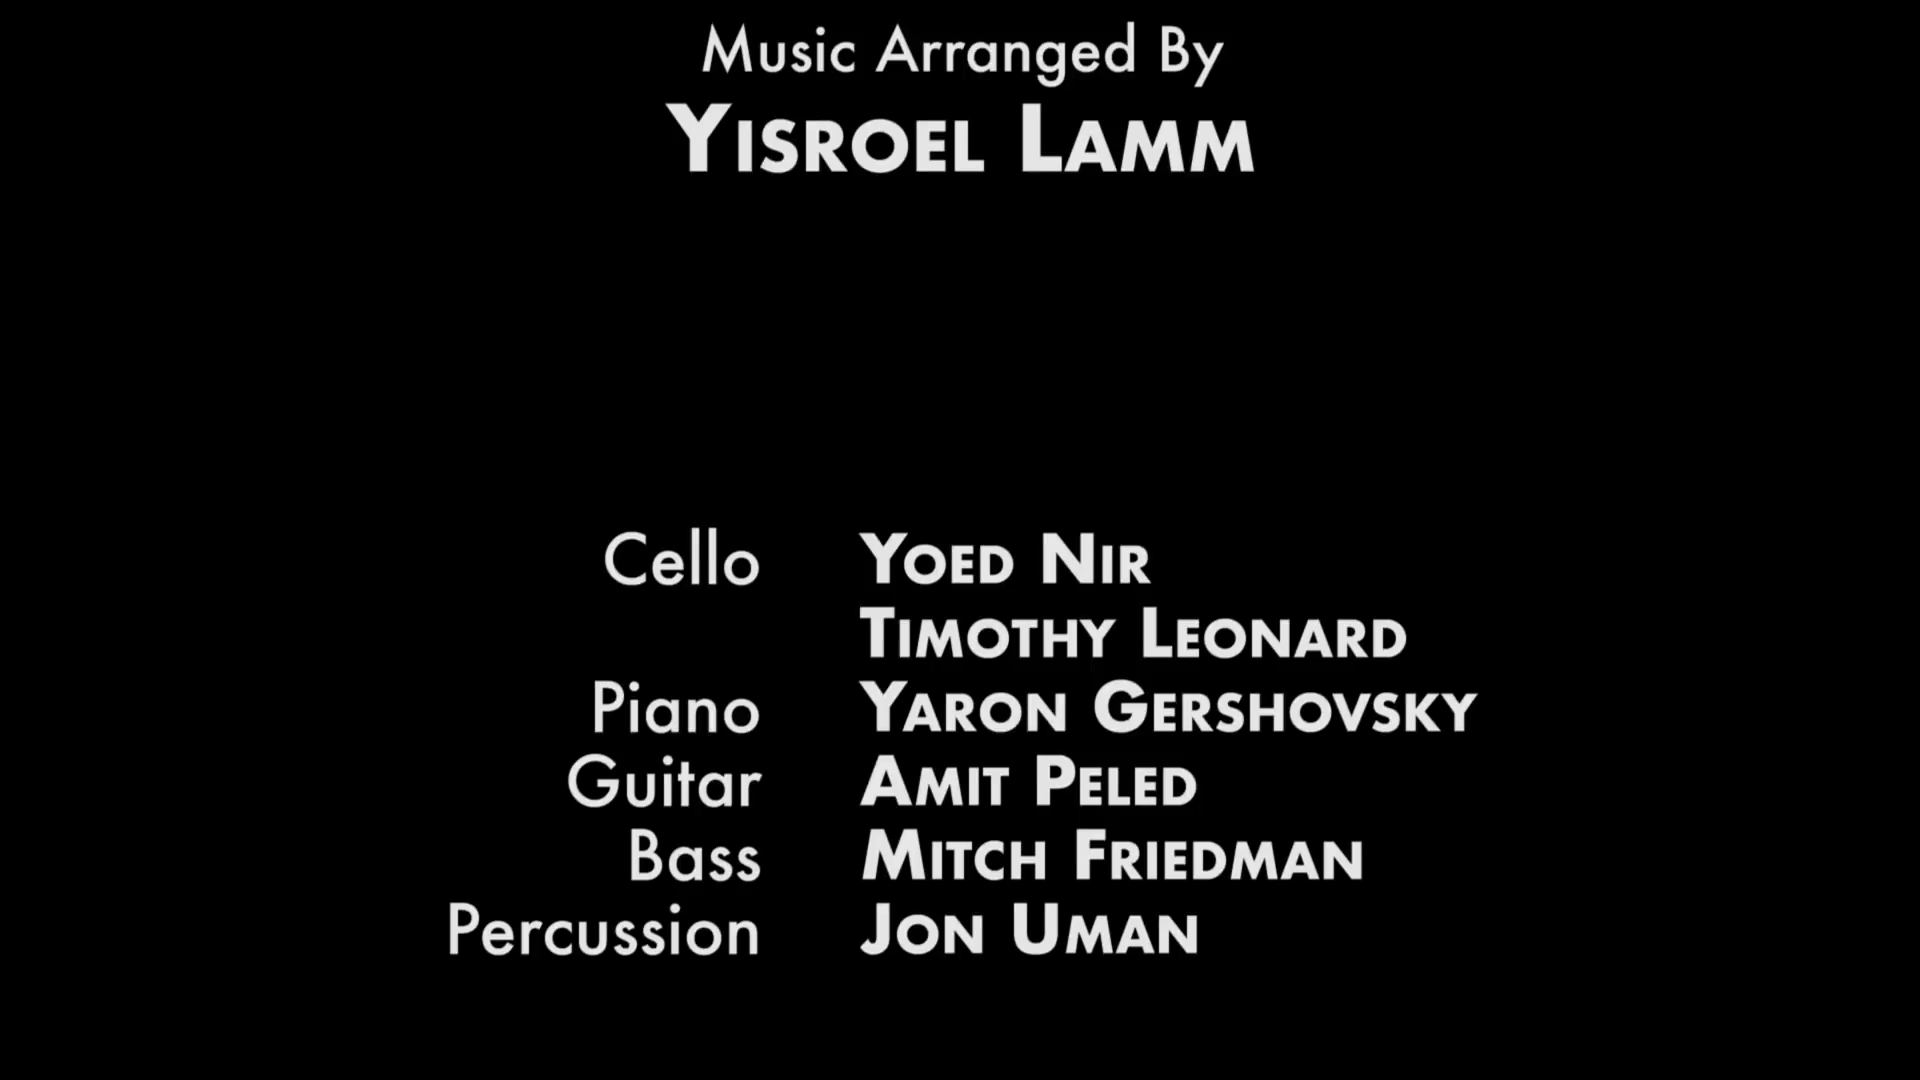 Music Arranged By
Yisroel Lamm
Cello Yoed Nir
Timothy Leonard
Piano Yaron Gershovsky
Guitar Amit Peled
Bass Mitch Friedman
Percussion Jon Uman